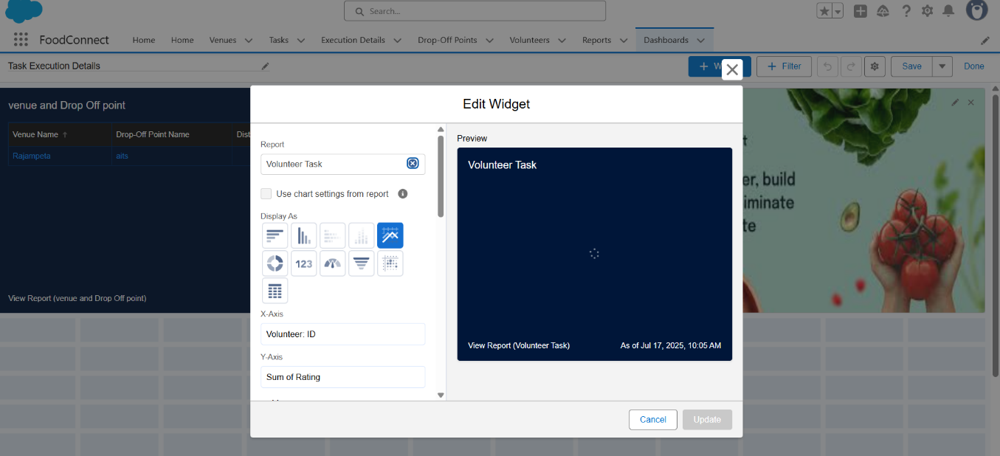 Search...
FoodConnect
Home
Home
Venues
Tasks
Execution Details
Drop-Off Points
Volunteers
Reports
Dashboards
Task Execution Details
+ Filter
Save
Done
venue and Drop Off point
Venue Name ↑
Drop-Off Point Name
Rajampeta
aits
View Report (venue and Drop Off point)
Edit Widget
Report
Volunteer Task
Use chart settings from report
Display As
123
X-Axis
Volunteer: ID
Y-Axis
Sum of Rating
Preview
Volunteer Task
View Report (Volunteer Task)
As of Jul 17, 2025, 10:05 AM
Cancel
Update
build